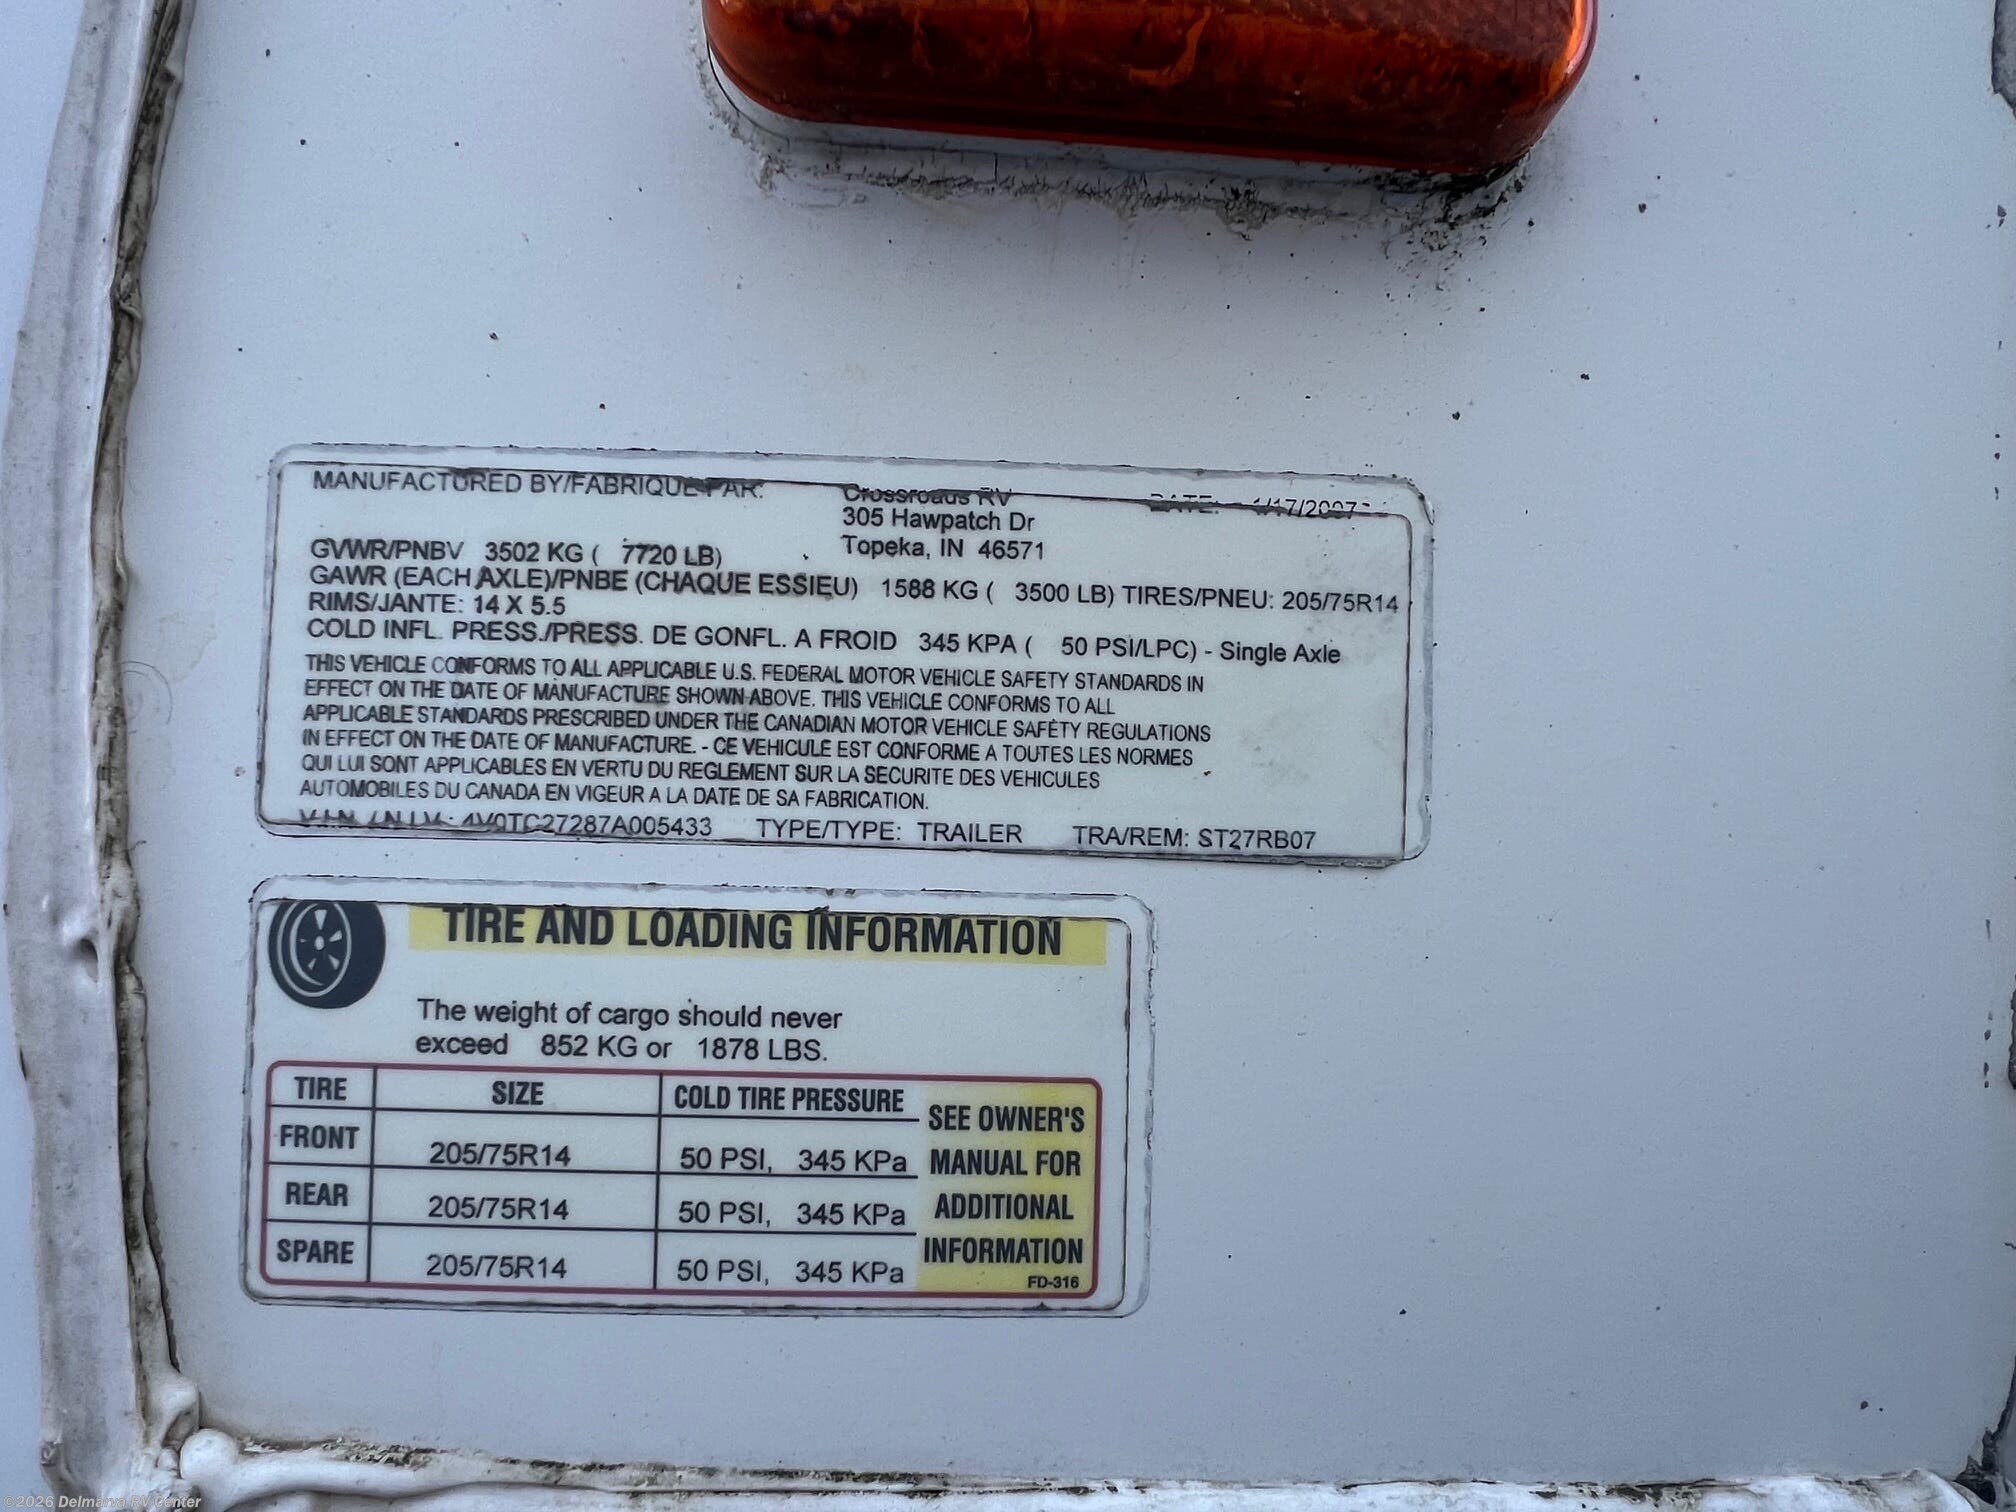 MANUFACTURED BY/FABRIQUE PAR: Crossroads RV DATE: 1/17/2007
305 Hawpatch Dr
Topeka, IN 46571
GVWR/PNBV 3502 KG ( 7720 LB)
GAWR (EACH AXLE)/PNBE (CHAQUE ESSIEU) 1588 KG ( 3500 LB) TIRES/PNEU: 205/75R14
RIMS/JANTE: 14 X 5.5
COLD INFL. PRESS./PRESS. DE GONFL. A FROID 345 KPA ( 50 PSI/LPC) - Single Axle
THIS VEHICLE CONFORMS TO ALL APPLICABLE U.S. FEDERAL MOTOR VEHICLE SAFETY STANDARDS IN
EFFECT ON THE DATE OF MANUFACTURE SHOWN ABOVE. THIS VEHICLE CONFORMS TO ALL
APPLICABLE STANDARDS PRESCRIBED UNDER THE CANADIAN MOTOR VEHICLE SAFETY REGULATIONS
IN EFFECT ON THE DATE OF MANUFACTURE. - CE VEHICULE EST CONFORME A TOUTES LES NORMES
QUI LUI SONT APPLICABLES EN VERTU DU REGLEMENT SUR LA SECURITE DES VEHICULES
AUTOMOBILES DU CANADA EN VIGEUR A LA DATE DE SA FABRICATION.
V.I.N. / N.I.V.: 4V0TC27287A005433 TYPE/TYPE: TRAILER TRA/REM: ST27RB07
TIRE AND LOADING INFORMATION
The weight of cargo should never
exceed 852 KG or 1878 LBS.
TIRE SIZE COLD TIRE PRESSURE
FRONT 205/75R14 50 PSI, 345 KPa
REAR 205/75R14 50 PSI, 345 KPa
SPARE 205/75R14 50 PSI, 345 KPa
SEE OWNER'S
MANUAL FOR
ADDITIONAL
INFORMATION
FD-316
©2026 Delmarva RV Center